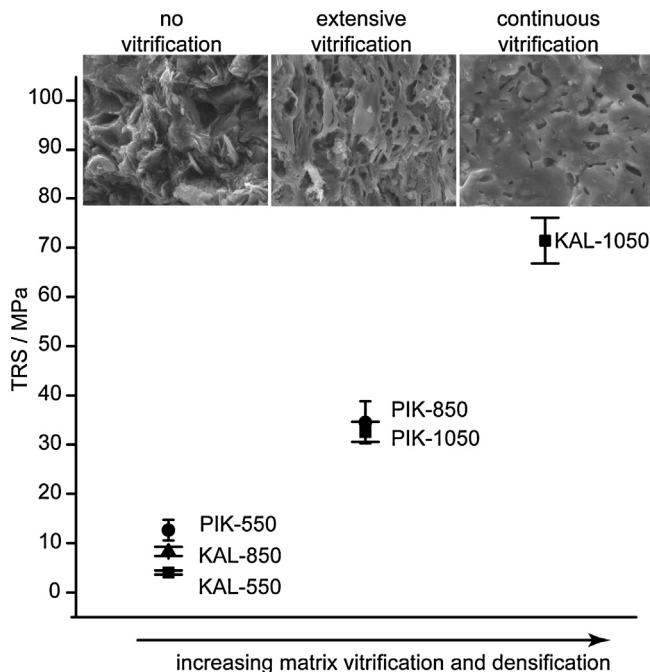 no
vitrification
extensive
vitrification
continuous
vitrification
100
90
80
70
60
50
40
30
20
10
0
TRS / MPa
KAL-1050
PIK-850
PIK-1050
PIK-550
KAL-850
KAL-550
increasing matrix vitrification and densification